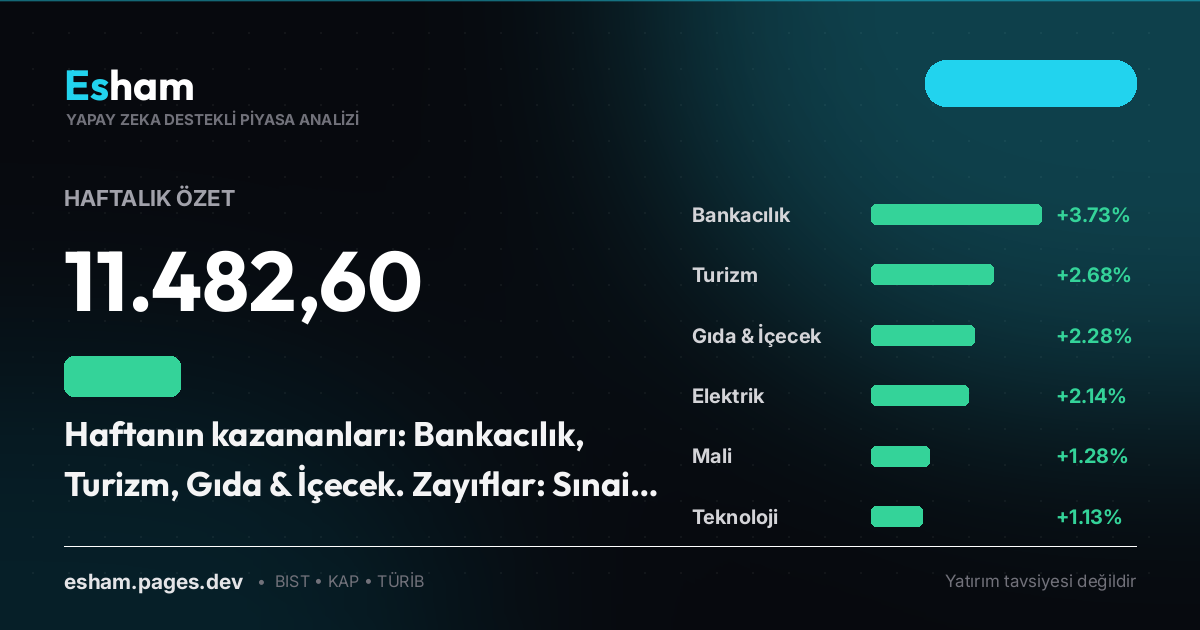 Esham
YAPAY ZEKA DESTEKLİ PİYASA ANALİZİ
HAFTALIK ÖZET
11.482,60
Haftanın kazananları: Bankacılık,
Turizm, Gıda & İçecek. Zayıflar: Sınai...
Bankacılık +3.73%
Turizm +2.68%
Gıda & İçecek +2.28%
Elektrik +2.14%
Mali +1.28%
Teknoloji +1.13%
esham.pages.dev • BIST • KAP • TÜRİB
Yatırım tavsiyesi değildir